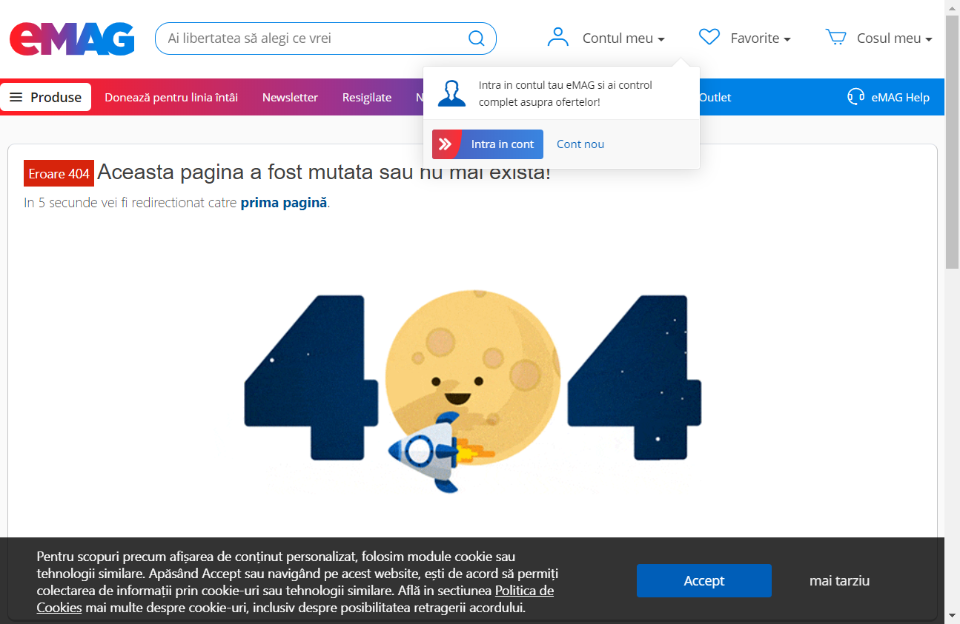 eMAG
Ai libertatea să alegi ce vrei
Contul meu
Favorite
Cosul meu
Produse
Donează pentru linia întâi
Newsletter
Resigilate
N
Outlet
eMAG Help
Intra in contul tau eMAG si ai control
complet asupra ofertelor!
Intra in cont
Cont nou
Eroare 404 Aceasta pagina a fost mutata sau nu mai exista!
In 5 secunde vei fi redirectionat catre prima pagină.
404
Pentru scopuri precum afișarea de conținut personalizat, folosim module cookie sau
tehnologii similare. Apăsând Accept sau navigând pe acest website, ești de acord să permiți
colectarea de informații prin cookie-uri sau tehnologii similare. Află in sectiunea Politica de
Cookies mai multe despre cookie-uri, inclusiv despre posibilitatea retragerii acordului.
Accept
mai tarziu